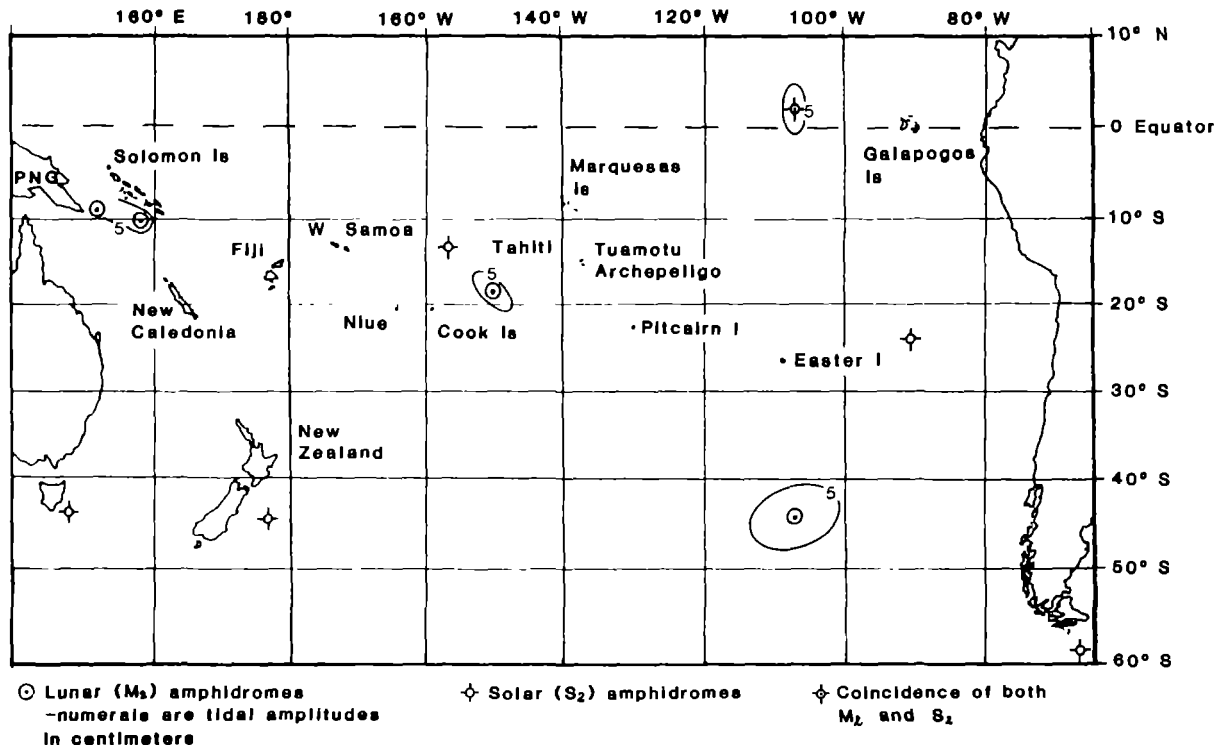 160° E 180° 160° W 140° W 120° W 100° W 80° W
10° N
5
0 Equator
Solomon Is
Galapogos
Is
PNG
Marquesas
Is
5
10° S
W Samoa
Fiji
Tahiti
Tuamotu
Archepeligo
5
20° S
New
Caledonia
Niue
Cook Is
Pitcairn I
Easter I
30° S
New
Zealand
40° S
5
50° S
60° S
Lunar (M₂) amphidromes
-numerals are tidal amplitudes
in centimeters
Solar (S₂) amphidromes
Coincidence of both
M₂ and S₂